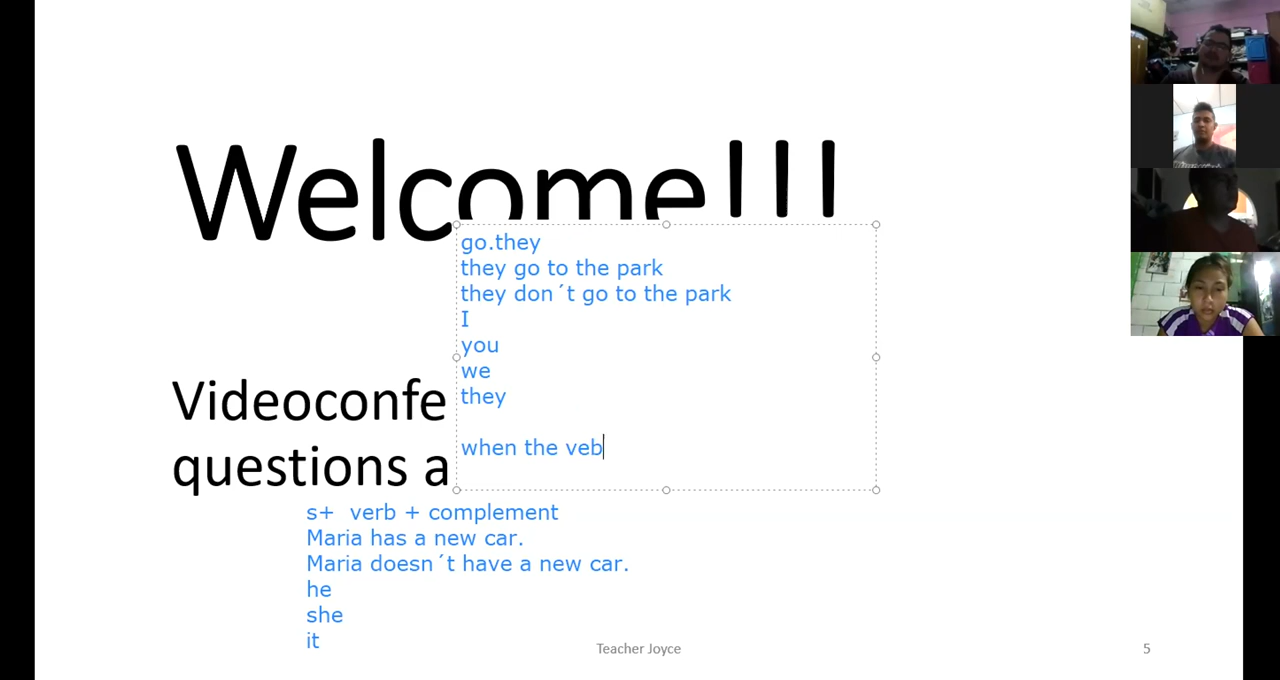 Welcome!!!
go.they
they go to the park
they don´t go to the park
I
you
we
they
when the veb
Videoconfe
questions a
s+  verb + complement
Maria has a new car.
Maria doesn´t have a new car.
he
she
it
Teacher Joyce
5